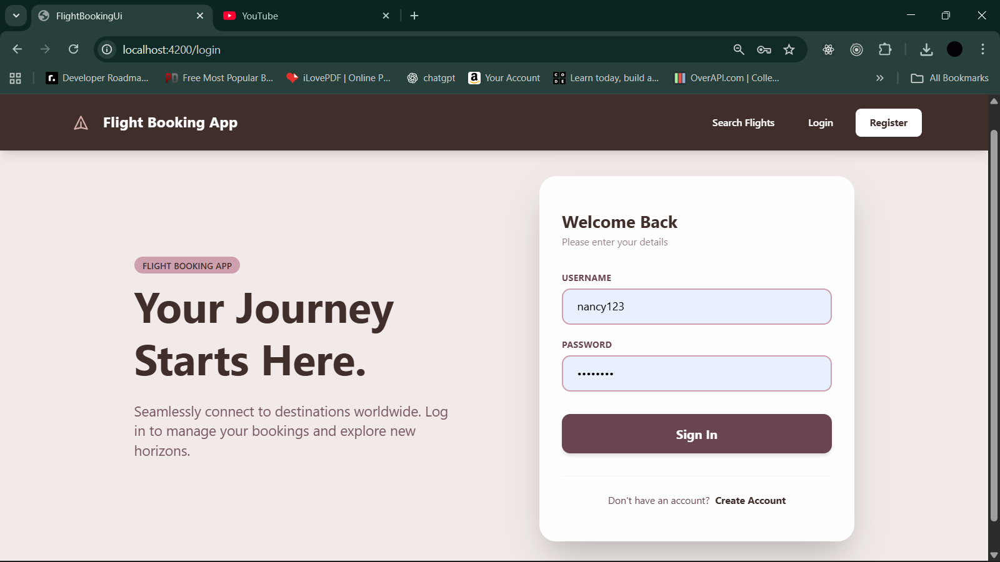 FlightBookingUi
YouTube
localhost:4200/login
Developer Roadma...
Free Most Popular B...
iLovePDF | Online P...
chatgpt
Your Account
Learn today, build a...
OverAPI.com | Colle...
All Bookmarks
Flight Booking App
Search Flights
Login
Register
FLIGHT BOOKING APP
Your Journey
Starts Here.
Seamlessly connect to destinations worldwide. Log
in to manage your bookings and explore new
horizons.
Welcome Back
Please enter your details
USERNAME
nancy123
PASSWORD
••••••••
Sign In
Don't have an account? Create Account